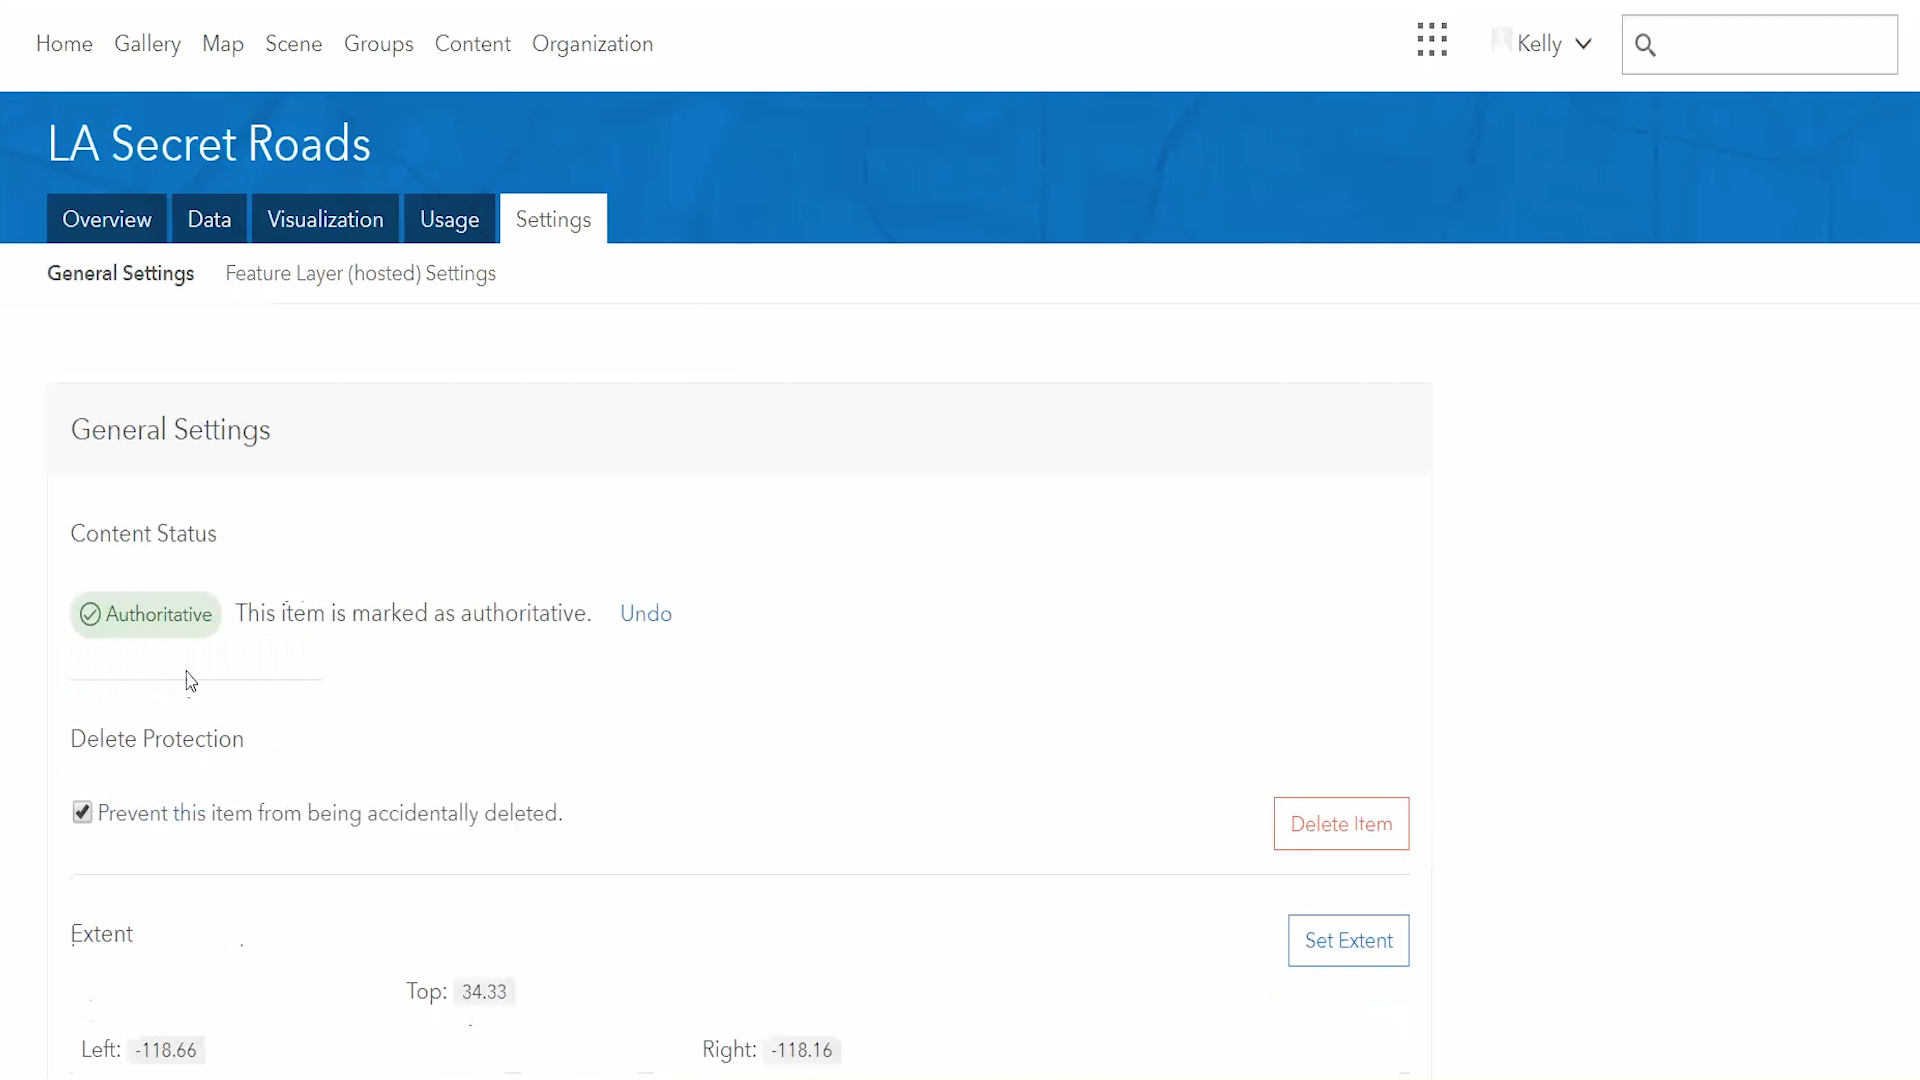 Home Gallery Map Scene Groups Content Organization Kelly
LA Secret Roads
Overview Data Visualization Usage Settings
General Settings Feature Layer (hosted) Settings
General Settings
Content Status
Authoritative This item is marked as authoritative. Undo
Delete Protection
Prevent this item from being accidentally deleted.
Delete Item
Extent
Set Extent
Top: 34.33
Left: -118.66 Right: -118.16